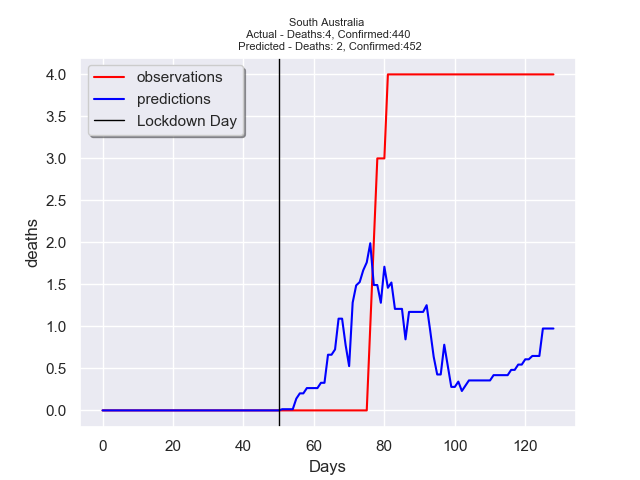 South Australia
Actual - Deaths:4, Confirmed:440
Predicted - Deaths: 2, Confirmed:452
observations
predictions
Lockdown Day
4.0
3.5
3.0
2.5
2.0
1.5
1.0
0.5
0.0
deaths
0 20 40 60 80 100 120
Days